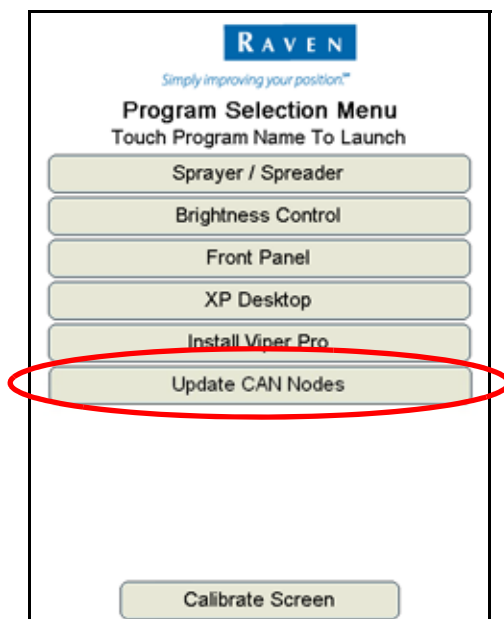 RAVEN
Simply improving your position.℠
Program Selection Menu
Touch Program Name To Launch
Sprayer / Spreader
Brightness Control
Front Panel
XP Desktop
Install Viper Pro
Update CAN Nodes
Calibrate Screen